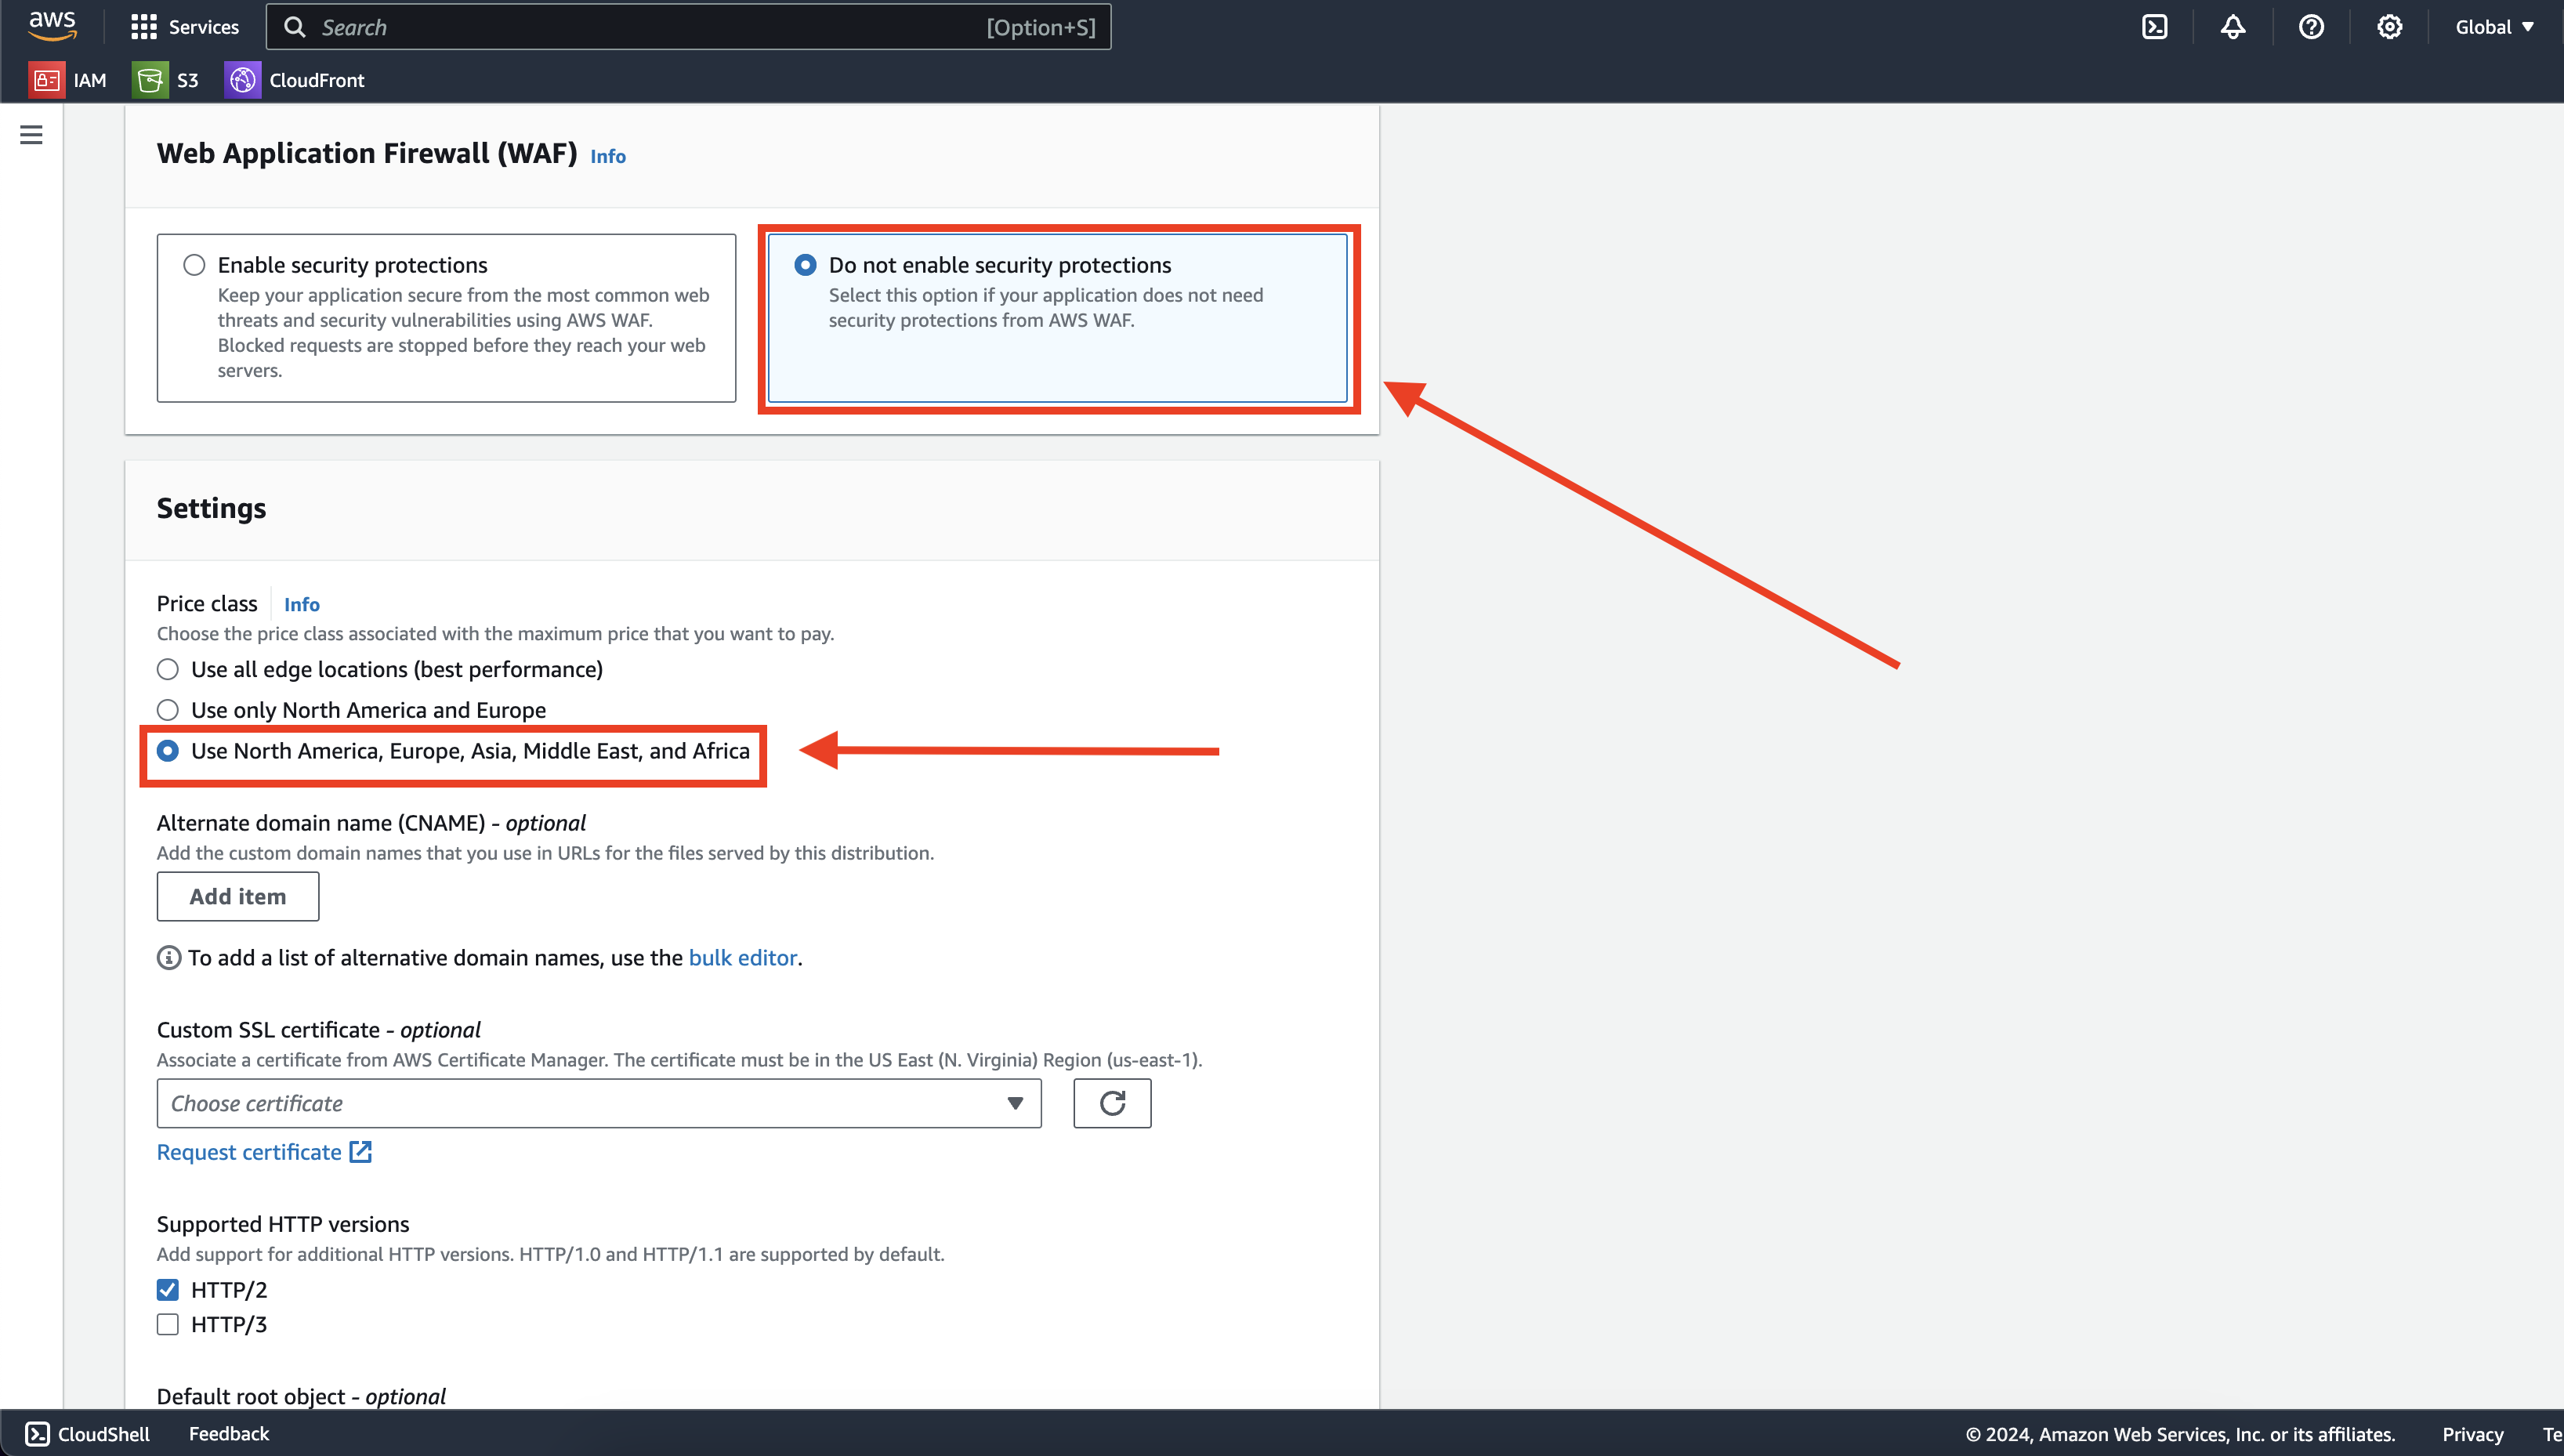 aws
Services
Search
[Option+S]
Global
IAM
S3
CloudFront
Web Application Firewall (WAF) Info
Enable security protections
Keep your application secure from the most common web
threats and security vulnerabilities using AWS WAF.
Blocked requests are stopped before they reach your web
servers.
Do not enable security protections
Select this option if your application does not need
security protections from AWS WAF.
Settings
Price class Info
Choose the price class associated with the maximum price that you want to pay.
Use all edge locations (best performance)
Use only North America and Europe
Use North America, Europe, Asia, Middle East, and Africa
Alternate domain name (CNAME) - optional
Add the custom domain names that you use in URLs for the files served by this distribution.
Add item
To add a list of alternative domain names, use the bulk editor.
Custom SSL certificate - optional
Associate a certificate from AWS Certificate Manager. The certificate must be in the US East (N. Virginia) Region (us-east-1).
Choose certificate
Request certificate
Supported HTTP versions
Add support for additional HTTP versions. HTTP/1.0 and HTTP/1.1 are supported by default.
HTTP/2
HTTP/3
Default root object - optional
CloudShell
Feedback
© 2024, Amazon Web Services, Inc. or its affiliates.
Privacy
Te